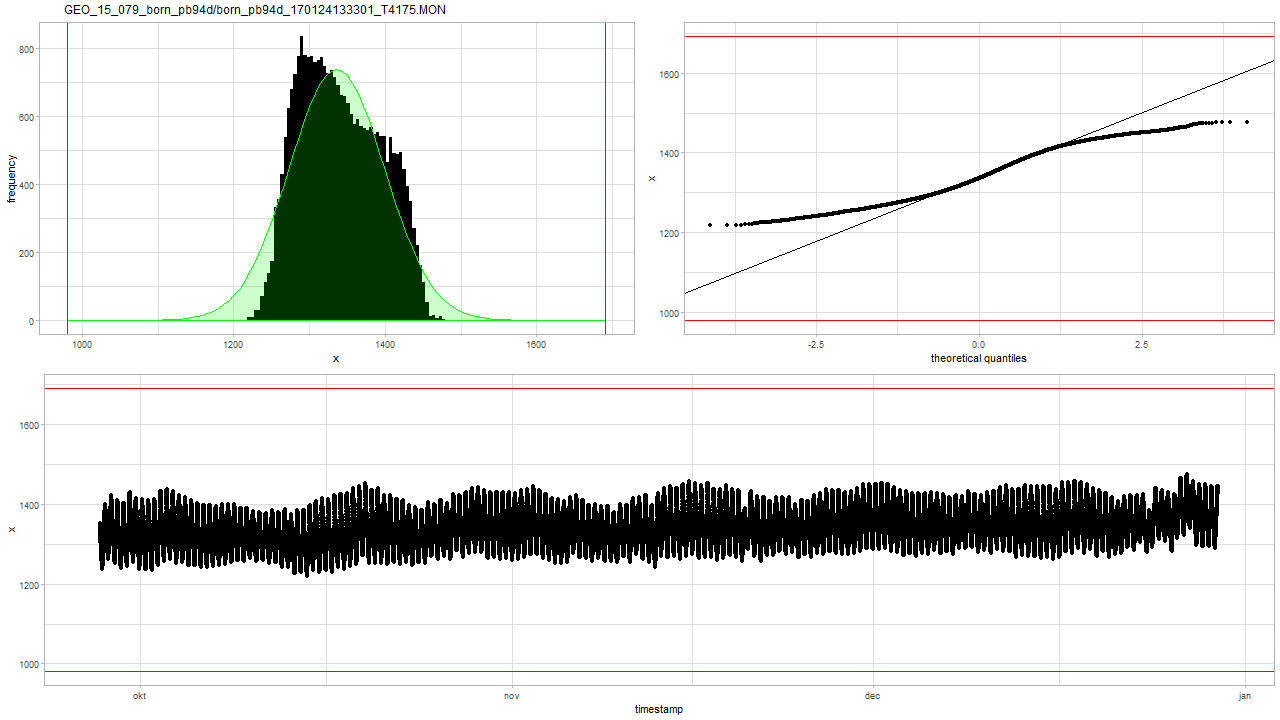 GEO_15_079_born_pb94d/born_pb94d_170124133301_T4175.MON
800
600
400
200
0
frequency
1000
1200
1400
1600
x
1600
1400
1200
1000
x
-2.5
0.0
2.5
theoretical quantiles
1600
1400
1200
1000
x
okt
nov
dec
jan
timestamp